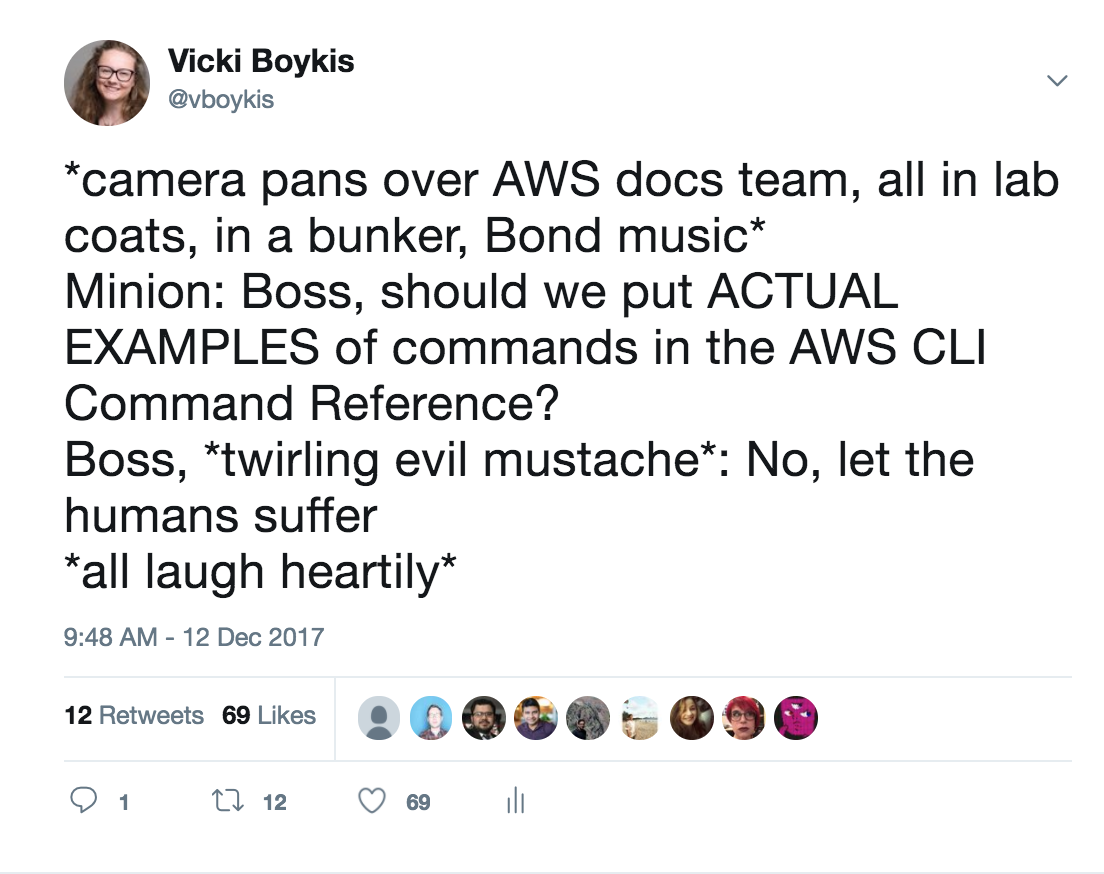 Vicki Boykis
@vboykis
*camera pans over AWS docs team, all in lab
coats, in a bunker, Bond music*
Minion: Boss, should we put ACTUAL
EXAMPLES of commands in the AWS CLI
Command Reference?
Boss, *twirling evil mustache*: No, let the
humans suffer
*all laugh heartily*
9:48 AM - 12 Dec 2017
12 Retweets 69 Likes
1 12 69